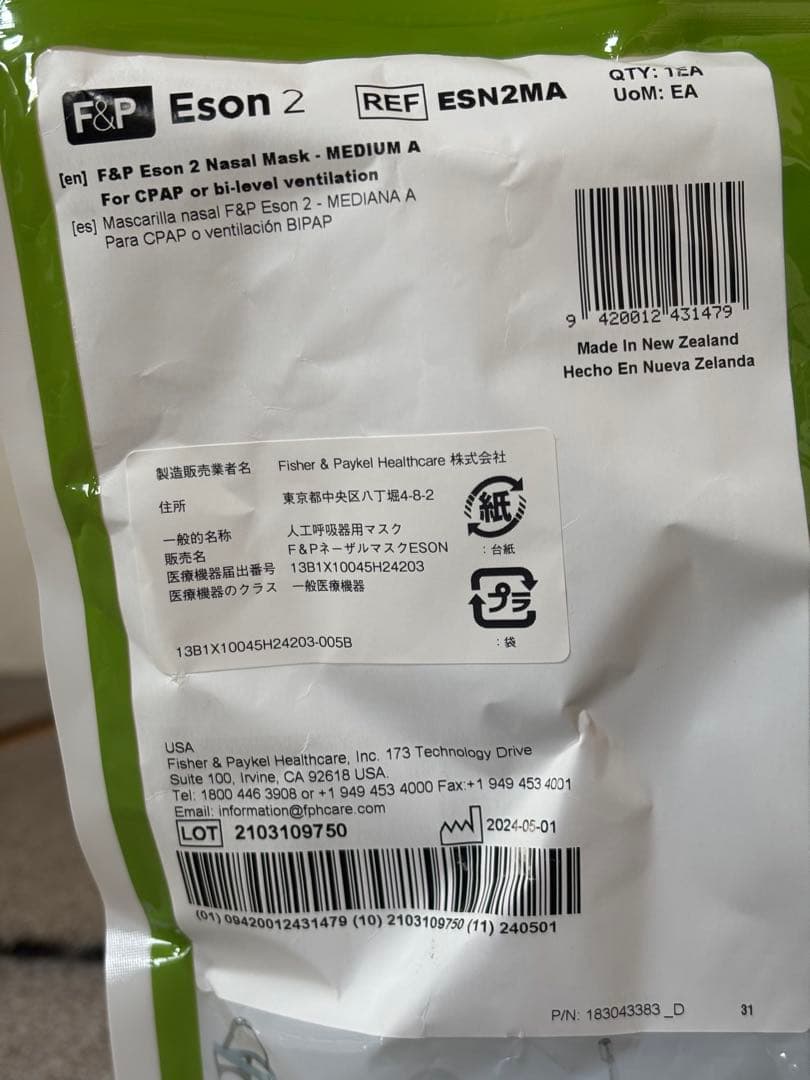 F&P Eson 2 REF ESN2MA
QTY: 1EA
UoM: EA
[en] F&P Eson 2 Nasal Mask - MEDIUM A
For CPAP or bi-level ventilation
[es] Mascarilla nasal F&P Eson 2 - MEDIANA A
Para CPAP o ventilación BIPAP
9 420012 431479
Made In New Zealand
Hecho En Nueva Zelanda
製造販売業者名 Fisher & Paykel Healthcare 株式会社
住所 東京都中央区八丁堀4-8-2
一般的名称 人工呼吸器用マスク
販売名 F&PネーザルマスクESON
医療機器届出番号 13B1X10045H24203
医療機器のクラス 一般医療機器
紙
：台紙
プラ
：袋
13B1X10045H24203-005B
USA
Fisher & Paykel Healthcare, Inc. 173 Technology Drive
Suite 100, Irvine, CA 92618 USA.
Tel: 1800 446 3908 or +1 949 453 4000 Fax:+1 949 453 4001
Email: information@fphcare.com
LOT 2103109750 2024-05-01
(01) 09420012431479 (10) 2103109750 (11) 240501
P/N: 183043383 _D 31